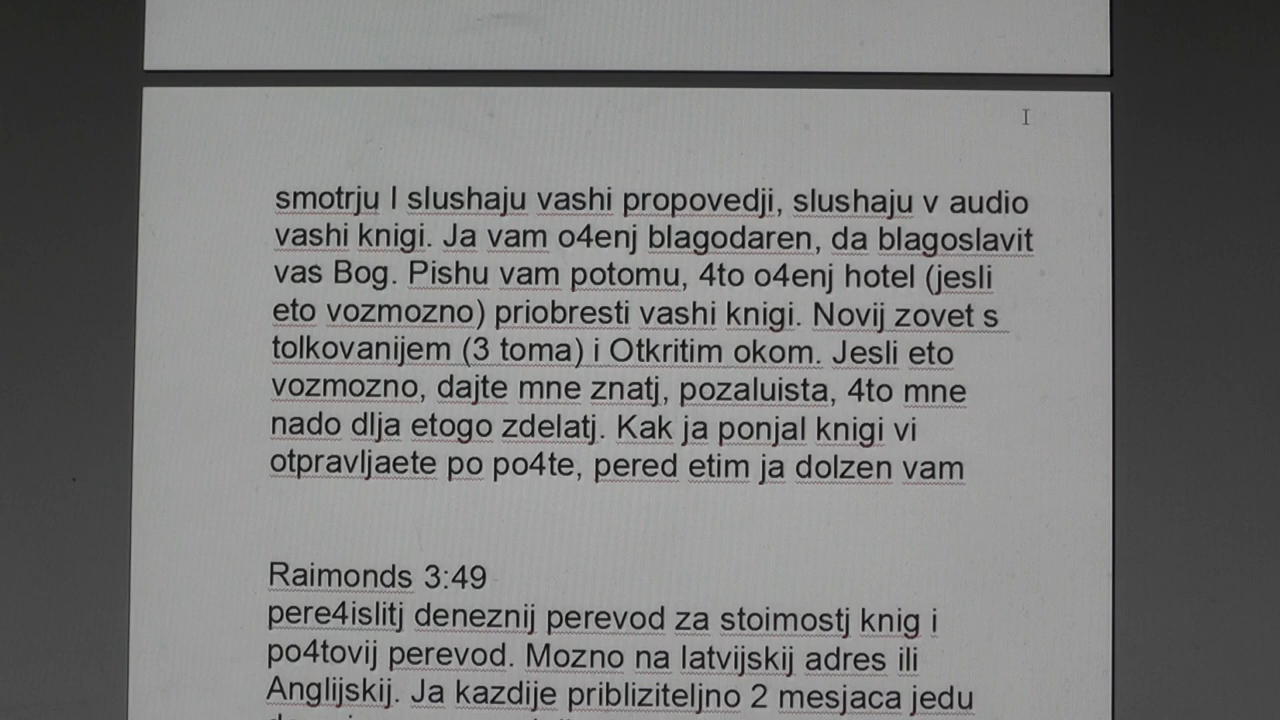 smotrju I slushaju vashi propovedji, slushaju v audio
vashi knigi. Ja vam o4enj blagodaren, da blagoslavit
vas Bog. Pishu vam potomu, 4to o4enj hotel (jesli
eto vozmozno) priobresti vashi knigi. Novij zovet s
tolkovanijem (3 toma) i Otkritim okom. Jesli eto
vozmozno, dajte mne znatj, pozaluista, 4to mne
nado dlja etogo zdelatj. Kak ja ponjal knigi vi
otpravljaete po po4te, pered etim ja dolzen vam
Raimonds 3:49
pere4islitj deneznij perevod za stoimostj knig i
po4tovij perevod. Mozno na latvijskij adres ili
Anglijskij. Ja kazdije probliziteljno 2 mesjaca jedu